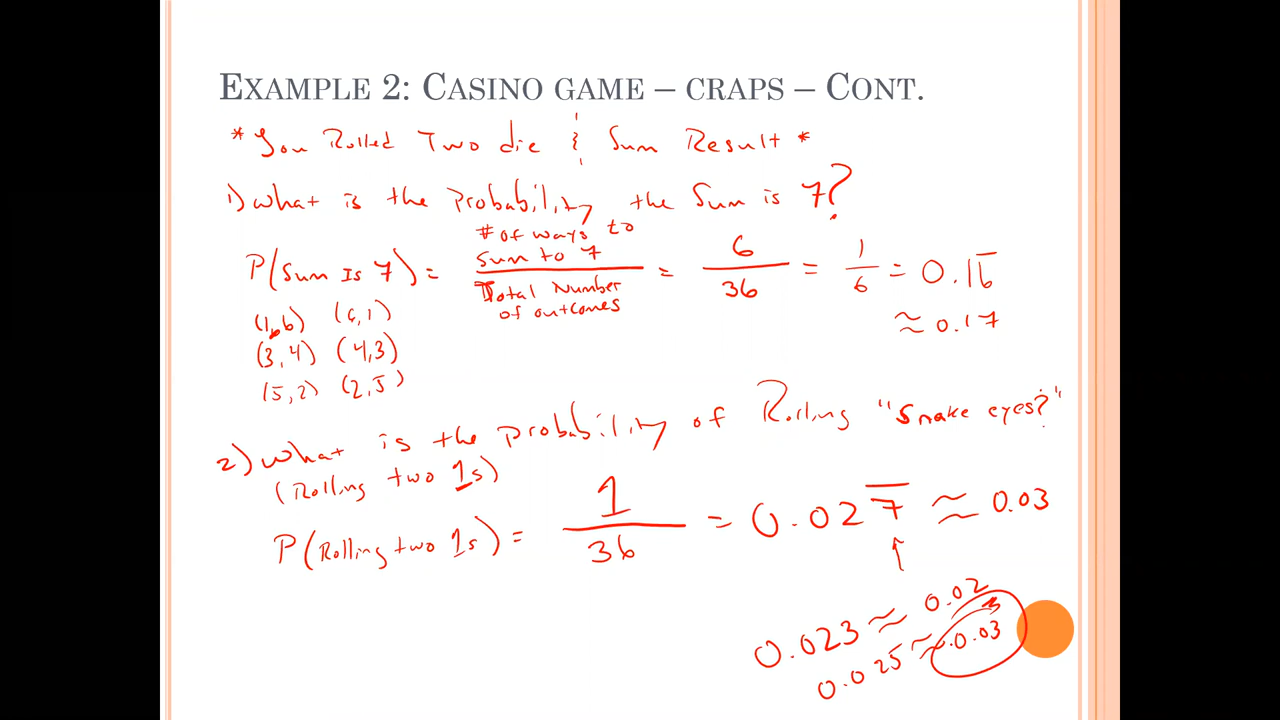 EXAMPLE 2: CASINO GAME – CRAPS – CONT.
* You Rolled Two die & Sum Result *
1) What is the Probability the Sum is 7?
P(Sum Is 7) = # of ways to Sum to 7 / Total Number of outcomes = 6/36 = 1/6 = 0.16̅
≈ 0.17
(1,6) (6,1)
(3,4) (4,3)
(5,2) (2,5)
2) What is the probability of Rolling "Snake eyes?"
(Rolling two 1s)
P(Rolling two 1s) = 1/36 = 0.027̅ ≈ 0.03
0.023 ≈ 0.02
0.025 ≈ 0.03